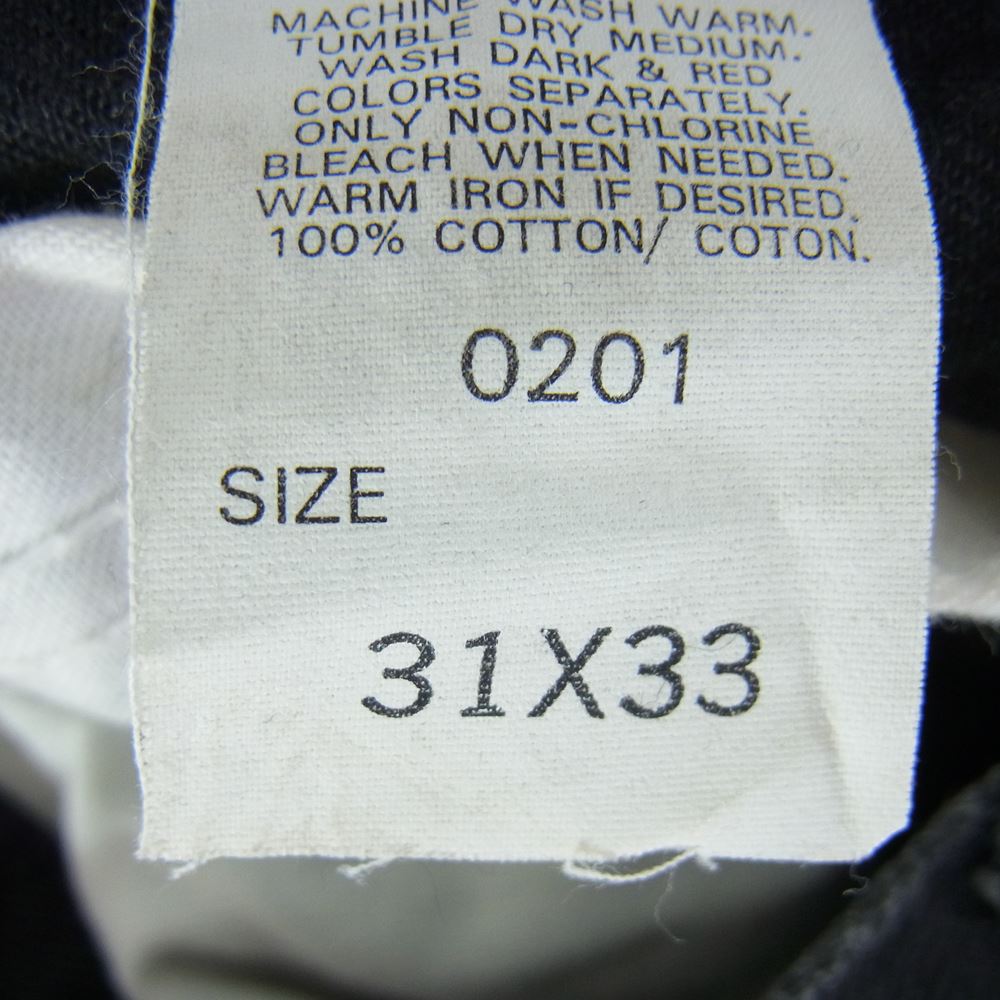 MACHINE WASH WARM.
TUMBLE DRY MEDIUM.
WASH DARK & RED
COLORS SEPARATELY.
ONLY NON-CHLORINE
BLEACH WHEN NEEDED.
WARM IRON IF DESIRED.
100% COTTON/ COTON.
0201
SIZE
31X33